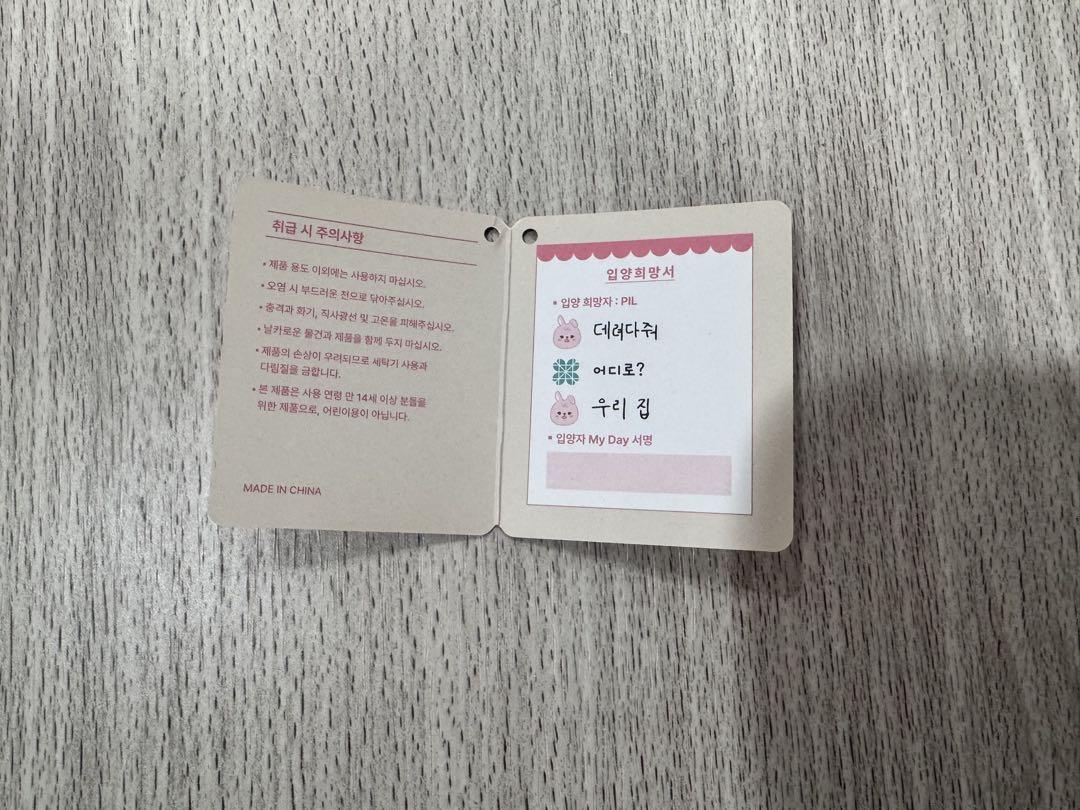 취급 시 주의사항
• 제품 용도 이외에는 사용하지 마십시오.
• 오염 시 부드러운 천으로 닦아주십시오.
• 충격과 화기, 직사광선 및 고온을 피해주십시오.
• 날카로운 물건과 제품을 함께 두지 마십시오.
• 제품의 손상이 우려되므로 세탁기 사용과
다림질을 금합니다.
• 본 제품은 사용 연령 만 14세 이상 분들을
위한 제품으로, 어린이용이 아닙니다.
MADE IN CHINA
입양희망서
▪ 입양 희망자 : PIL
데려다줘
어디로?
우리 집
▪ 입양자 My Day 서명